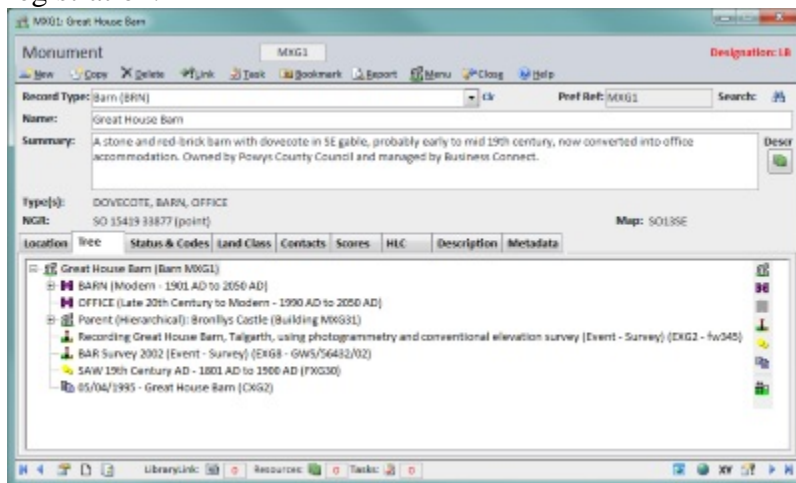 registration.
MXG1: Great House Barn
Monument MXG1 Designation: LB
New Copy Delete Link Task Bookmark Report Menu Close Help
Record Type: Barn (BRN) Clr Pref Ref: MXG1 Search:
Name: Great House Barn
Summary: A stone and red-brick barn with dovecote in SE gable, probably early to mid 19th century, now converted into office Descr
accommodation. Owned by Powys County Council and managed by Business Connect.
Type(s): DOVECOTE, BARN, OFFICE
NGR: SO 15419 33877 (point) Map: SO13SE
Location Tree Status & Codes Land Class Contacts Scores HLC Description Metadata
Great House Barn (Barn MXG1)
BARN (Modern - 1901 AD to 2050 AD)
OFFICE (Late 20th Century to Modern - 1990 AD to 2050 AD)
Parent (Hierarchical): Bronllys Castle (Building MXG31)
Recording Great House Barn, Talgarth, using photogrammetry and conventional elevation survey (Event - Survey) (EXG2 - fw345)
BAR Survey 2002 (Event - Survey) (EXG8 - GWS/56432/02)
SAW 19th Century AD - 1801 AD to 1900 AD (FXG30)
05/04/1995 - Great House Barn (CXG2)
LibraryLink: 0 Resources: 0 Tasks: 0 XY